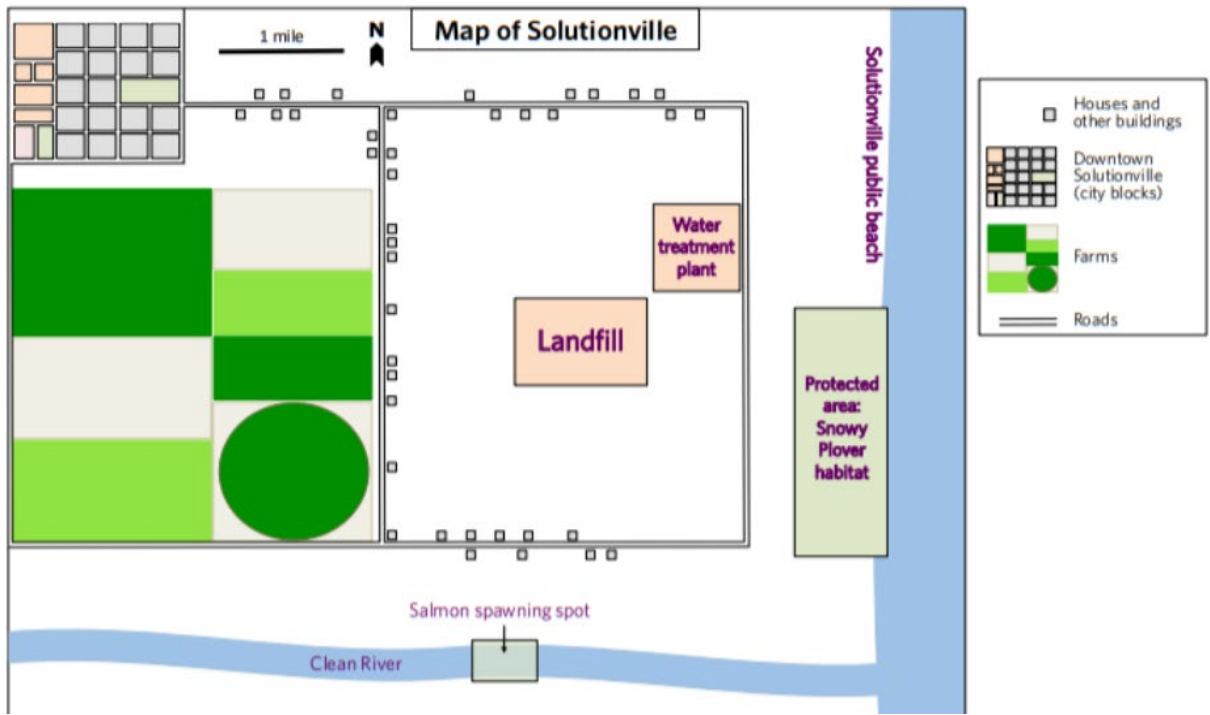 Map of Solutionville
1 mile
N
Solutionville public beach
Water
treatment
plant
Landfill
Protected
area:
Snowy
Plover
habitat
Salmon spawning spot
Clean River
Houses and
other buildings
Downtown
Solutionville
(city blocks)
Farms
Roads